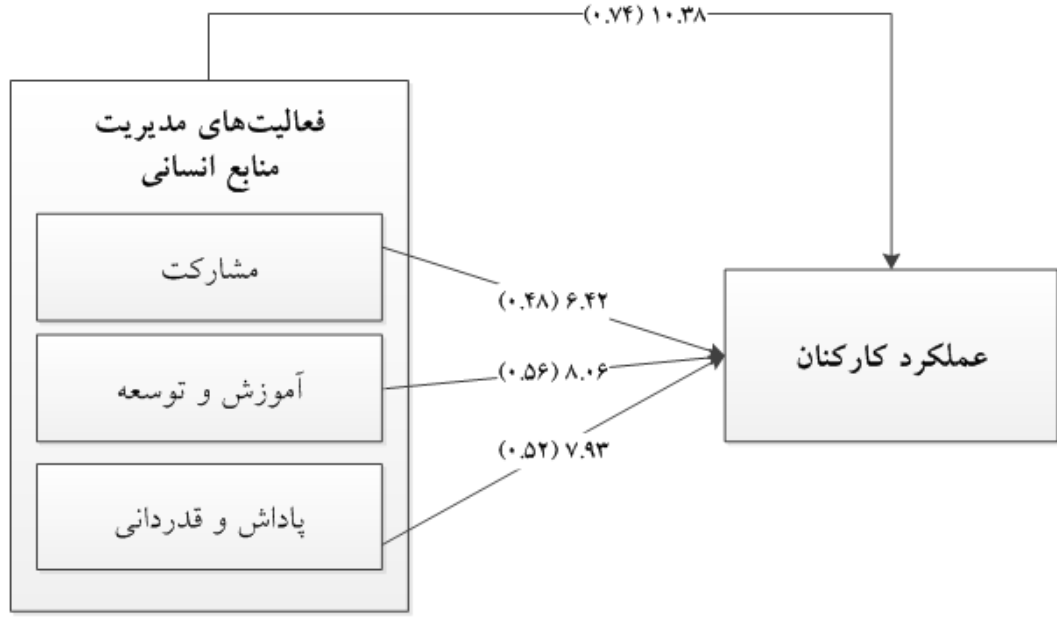 (۰.۷۴) ۱۰.۳۸
فعالیت‌های مدیریت
منابع انسانی
مشارکت
(۰.۴۸) ۶.۴۲
آموزش و توسعه
(۰.۵۶) ۸.۰۶
پاداش و قدردانی
(۰.۵۲) ۷.۹۳
عملکرد کارکنان